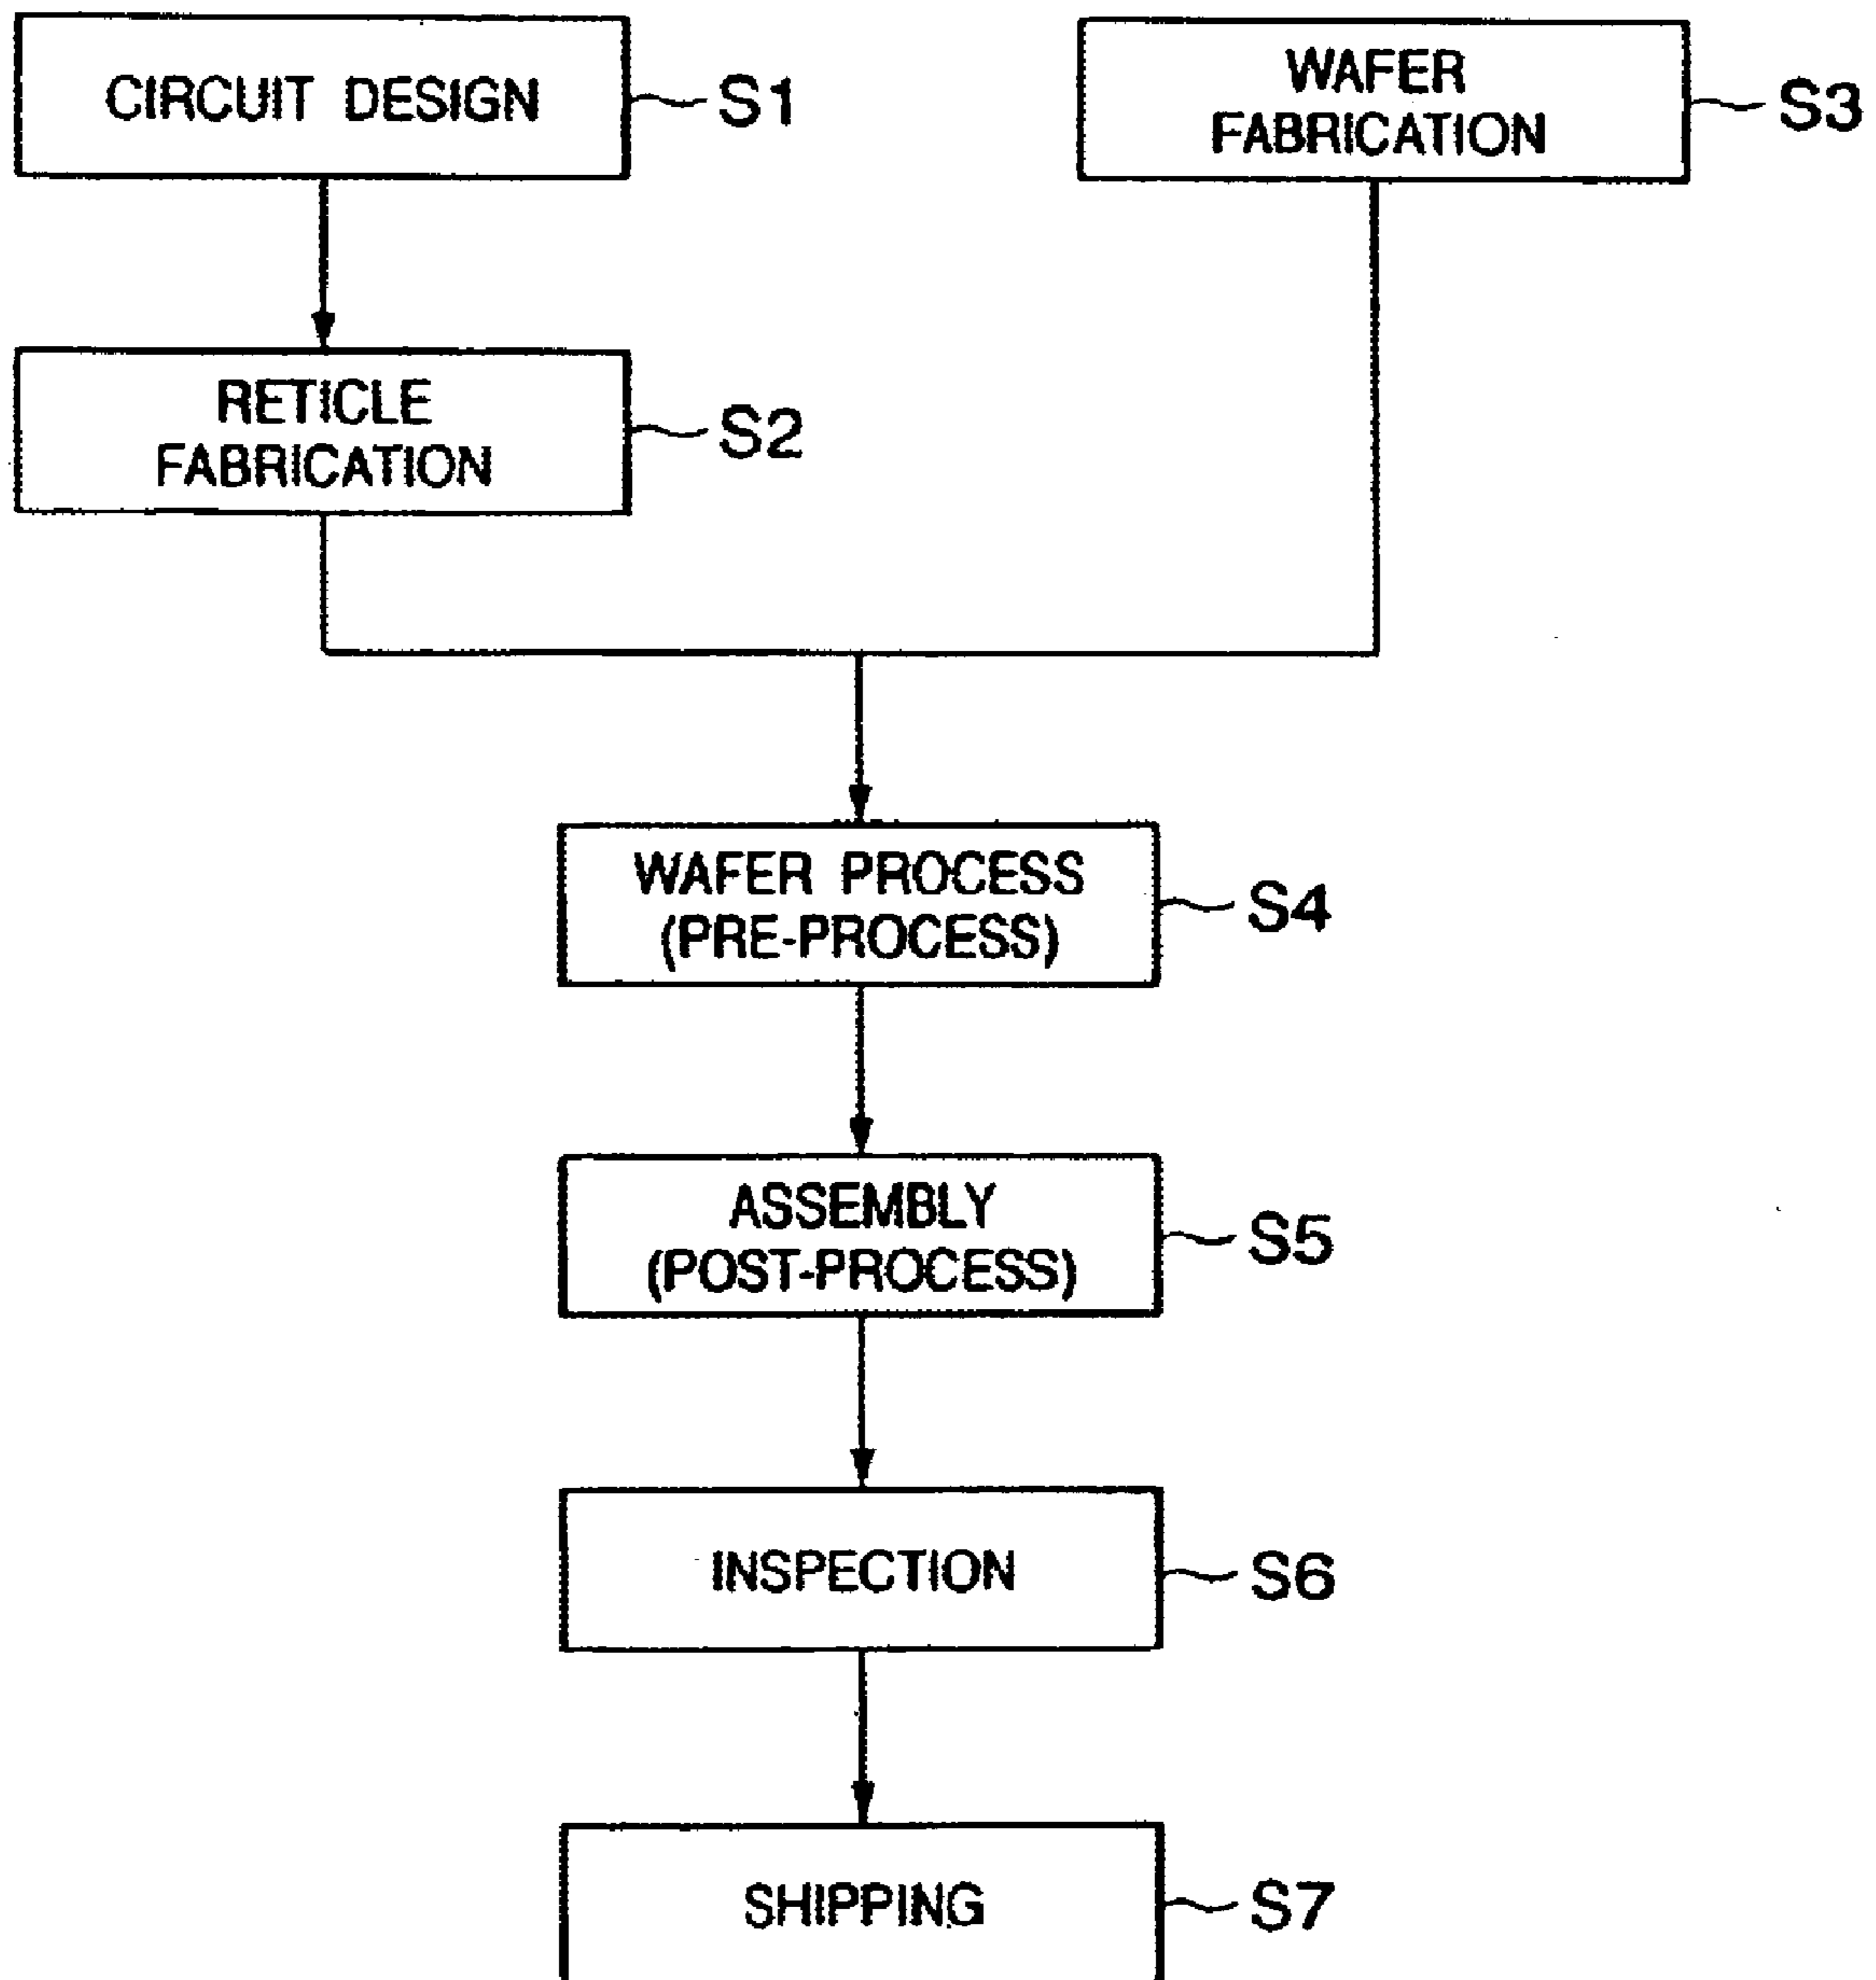 CIRCUIT DESIGN
S1
WAFER
FABRICATION
S3
RETICLE
FABRICATION
S2
WAFER PROCESS
(PRE-PROCESS)
S4
ASSEMBLY
(POST-PROCESS)
S5
INSPECTION
S6
SHIPPING
S7